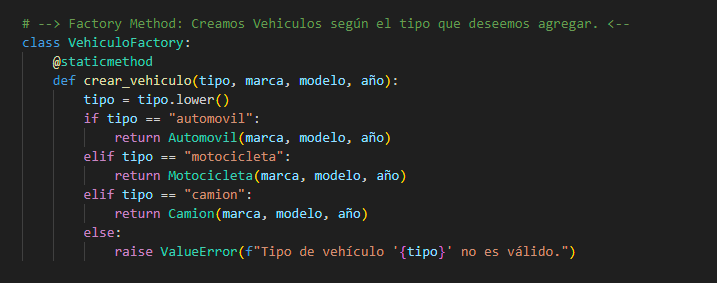 # --> Factory Method: Creamos Vehiculos según el tipo que deseemos agregar. <--
class VehiculoFactory:
    @staticmethod
    def crear_vehiculo(tipo, marca, modelo, año):
        tipo = tipo.lower()
        if tipo == "automovil":
            return Automovil(marca, modelo, año)
        elif tipo == "motocicleta":
            return Motocicleta(marca, modelo, año)
        elif tipo == "camion":
            return Camion(marca, modelo, año)
        else:
            raise ValueError(f"Tipo de vehículo '{tipo}' no es válido.")